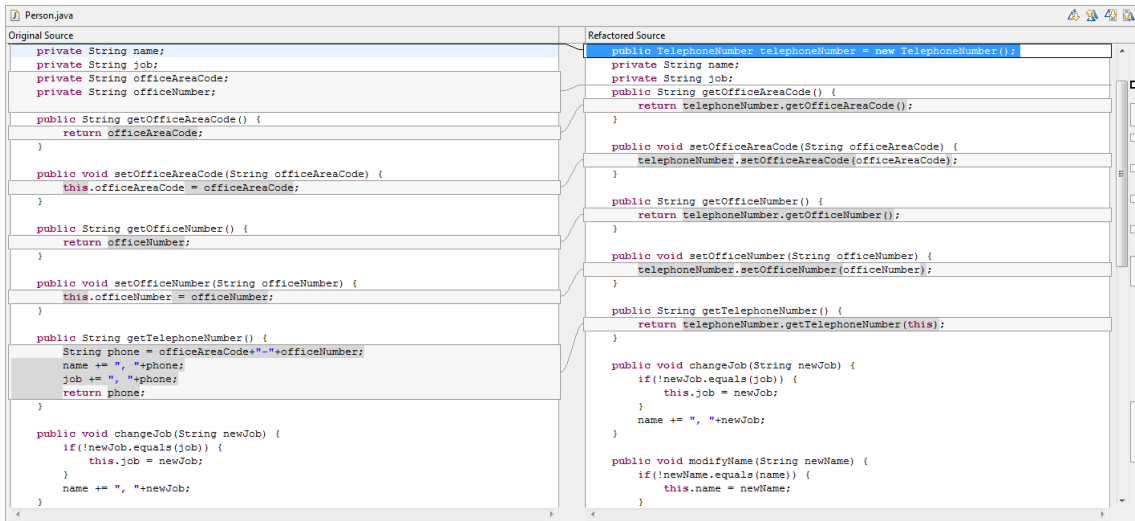 Person.java
Original Source
private String name;
private String job;
private String officeAreaCode;
private String officeNumber;
public String getOfficeAreaCode() {
return officeAreaCode;
}
public void setOfficeAreaCode(String officeAreaCode) {
this.officeAreaCode = officeAreaCode;
}
public String getOfficeNumber() {
return officeNumber;
}
public void setOfficeNumber(String officeNumber) {
this.officeNumber = officeNumber;
}
public String getTelephoneNumber() {
String phone = officeAreaCode+"-"+officeNumber;
name += ", "+phone;
job += ", "+phone;
return phone;
}
public void changeJob(String newJob) {
if(!newJob.equals(job)) {
this.job = newJob;
}
name += ", "+newJob;
}
Refactored Source
public TelephoneNumber telephoneNumber = new TelephoneNumber();
private String name;
private String job;
public String getOfficeAreaCode() {
return telephoneNumber.getOfficeAreaCode();
}
public void setOfficeAreaCode(String officeAreaCode) {
telephoneNumber.setOfficeAreaCode(officeAreaCode);
}
public String getOfficeNumber() {
return telephoneNumber.getOfficeNumber();
}
public void setOfficeNumber(String officeNumber) {
telephoneNumber.setOfficeNumber(officeNumber);
}
public String getTelephoneNumber() {
return telephoneNumber.getTelephoneNumber(this);
}
public void changeJob(String newJob) {
if(!newJob.equals(job)) {
this.job = newJob;
}
name += ", "+newJob;
}
public void modifyName(String newName) {
if(!newName.equals(name)) {
this.name = newName;
}